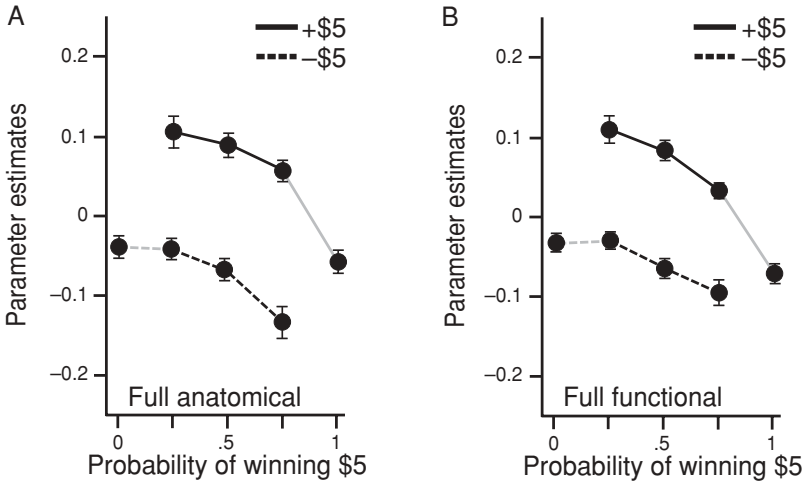 A
+$5
–$5
0.2
0.1
0
–0.1
–0.2
Parameter estimates
Full anatomical
0 .5 1
Probability of winning $5
B
+$5
–$5
0.2
0.1
0
–0.1
–0.2
Parameter estimates
Full functional
0 .5 1
Probability of winning $5